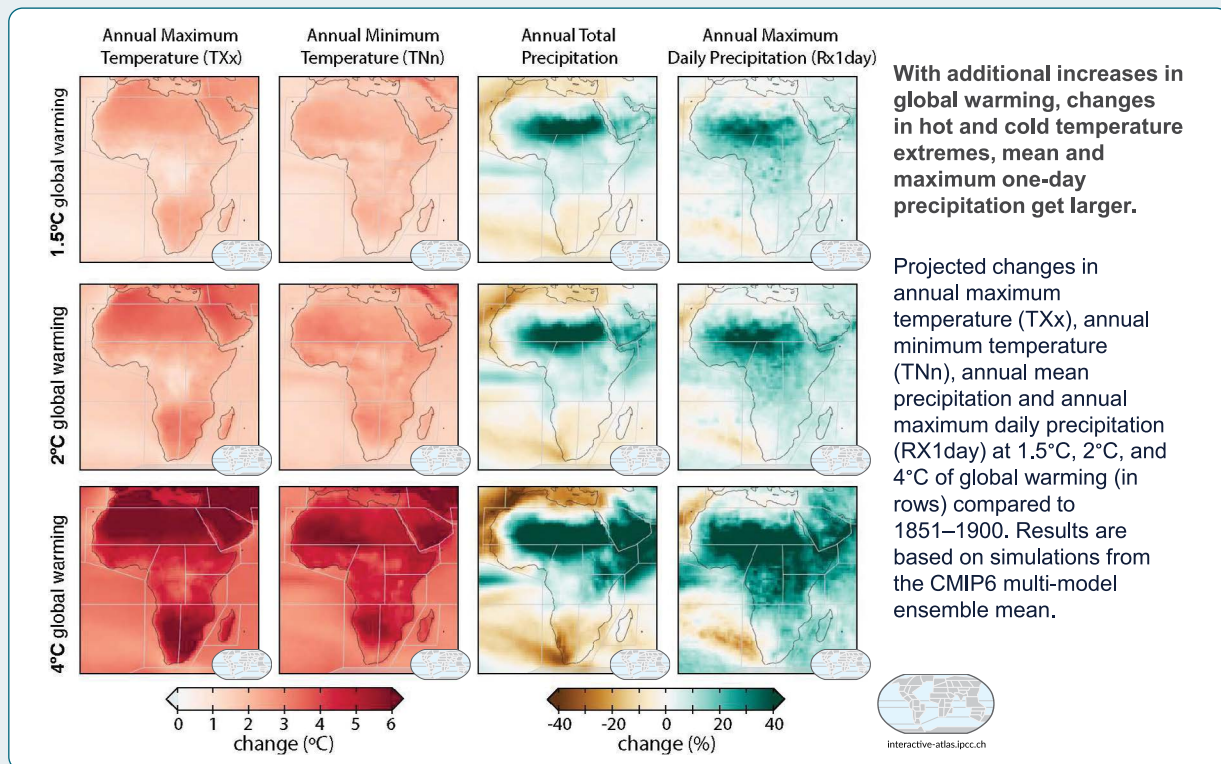 Annual Maximum
Temperature (TXx)
Annual Minimum
Temperature (TNn)
Annual Total
Precipitation
Annual Maximum
Daily Precipitation (Rx1day)
1.5ºC global warming
2ºC global warming
4ºC global warming
0 1 2 3 4 5 6
change (ºC)
-40 -20 0 20 40
change (%)
With additional increases in
global warming, changes
in hot and cold temperature
extremes, mean and
maximum one-day
precipitation get larger.
Projected changes in
annual maximum
temperature (TXx), annual
minimum temperature
(TNn), annual mean
precipitation and annual
maximum daily precipitation
(RX1day) at 1.5°C, 2°C, and
4°C of global warming (in
rows) compared to
1851–1900. Results are
based on simulations from
the CMIP6 multi-model
ensemble mean.
interactive-atlas.ipcc.ch